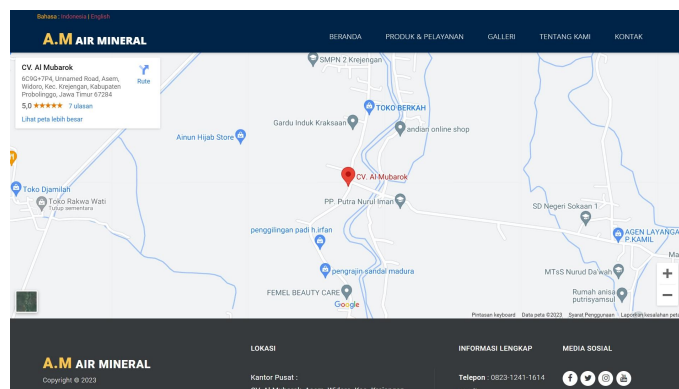 Bahasa : Indonesia | English
A.M AIR MINERAL
BERANDA
PRODUK & PELAYANAN
GALLERI
TENTANG KAMI
KONTAK
CV. Al Mubarok
6C9G+7P4, Unnamed Road, Asem,
Widoro, Kec. Krejengan, Kabupaten
Probolinggo, Jawa Timur 67284
5,0 ★★★★★ 7 ulasan
Lihat peta lebih besar
Rute
SMPN 2 Krejengan
TOKO BERKAH
Gardu Induk Kraksaan
andian online shop
Ainun Hijab Store
CV. Al Mubarok
Toko Djamilah
Toko Rakwa Wati
Tutup sementara
PP. Putra Nurul Iman
SD Negeri Sokaan 1
penggilingan padi h.irfan
AGEN LAYANGA
P.KAMIL
Ma
pengrajin sandal madura
MTsS Nurud Da'wah
FEMEL BEAUTY CARE
Rumah anisa
putrisyamsul
Google
Pintasan keyboard
Data peta ©2023
Syarat Penggunaan
Laporkan kesalahan peta
LOKASI
INFORMASI LENGKAP
MEDIA SOSIAL
A.M AIR MINERAL
Copyright © 2023
Kantor Pusat :
Telepon : 0823-1241-1614